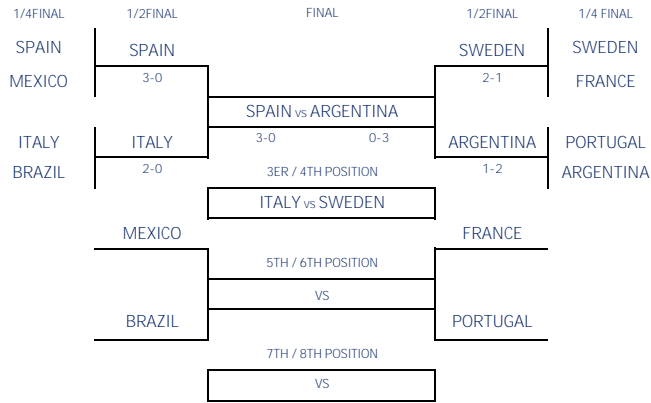 1/4FINAL 1/2FINAL FINAL 1/2FINAL 1/4 FINAL
SPAIN SPAIN SWEDEN SWEDEN
MEXICO 3-0 2-1 FRANCE
SPAIN vs ARGENTINA
3-0 0-3
ITALY ITALY ARGENTINA PORTUGAL
BRAZIL 2-0 1-2 ARGENTINA
3ER / 4TH POSITION
ITALY vs SWEDEN
MEXICO FRANCE
5TH / 6TH POSITION
VS
BRAZIL PORTUGAL
7TH / 8TH POSITION
VS